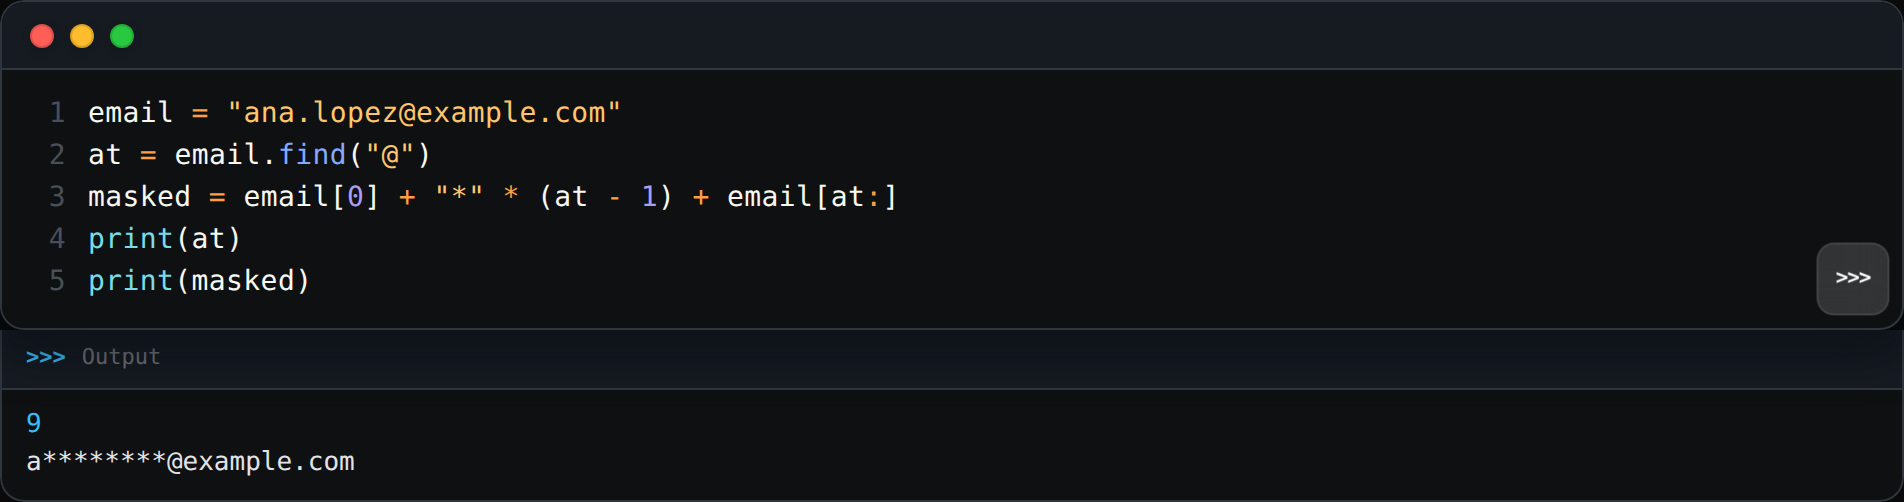 1 email = "ana.lopez@example.com"
2 at = email.find("@")
3 masked = email[0] + "*" * (at - 1) + email[at:]
4 print(at)
5 print(masked)
>>>
>>> Output
9
a********@example.com